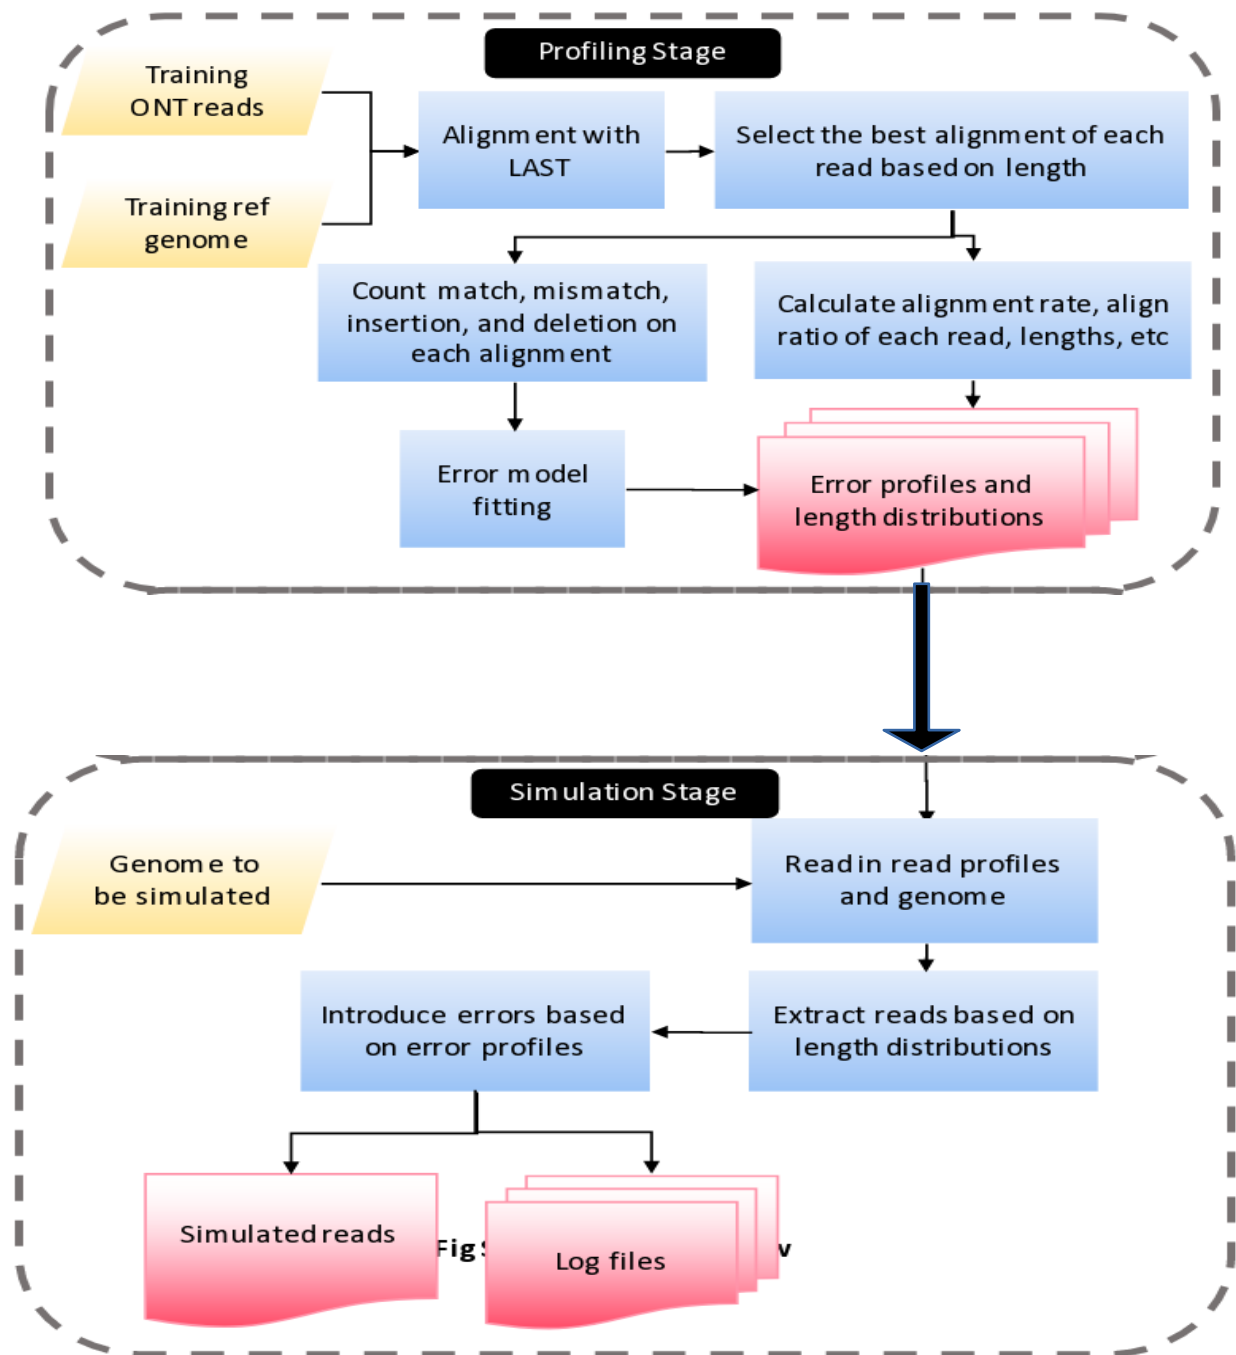 Profiling Stage
Training
ONT reads
Alignment with
LAST
Select the best alignment of each
read based on length
Training ref
genome
Count match, mismatch,
insertion, and deletion on
each alignment
Calculate alignment rate, align
ratio of each read, lengths, etc
Error model
fitting
Error profiles and
length distributions
Simulation Stage
Genome to
be simulated
Read in read profiles
and genome
Introduce errors based
on error profiles
Extract reads based on
length distributions
Simulated reads
Fig
Log files